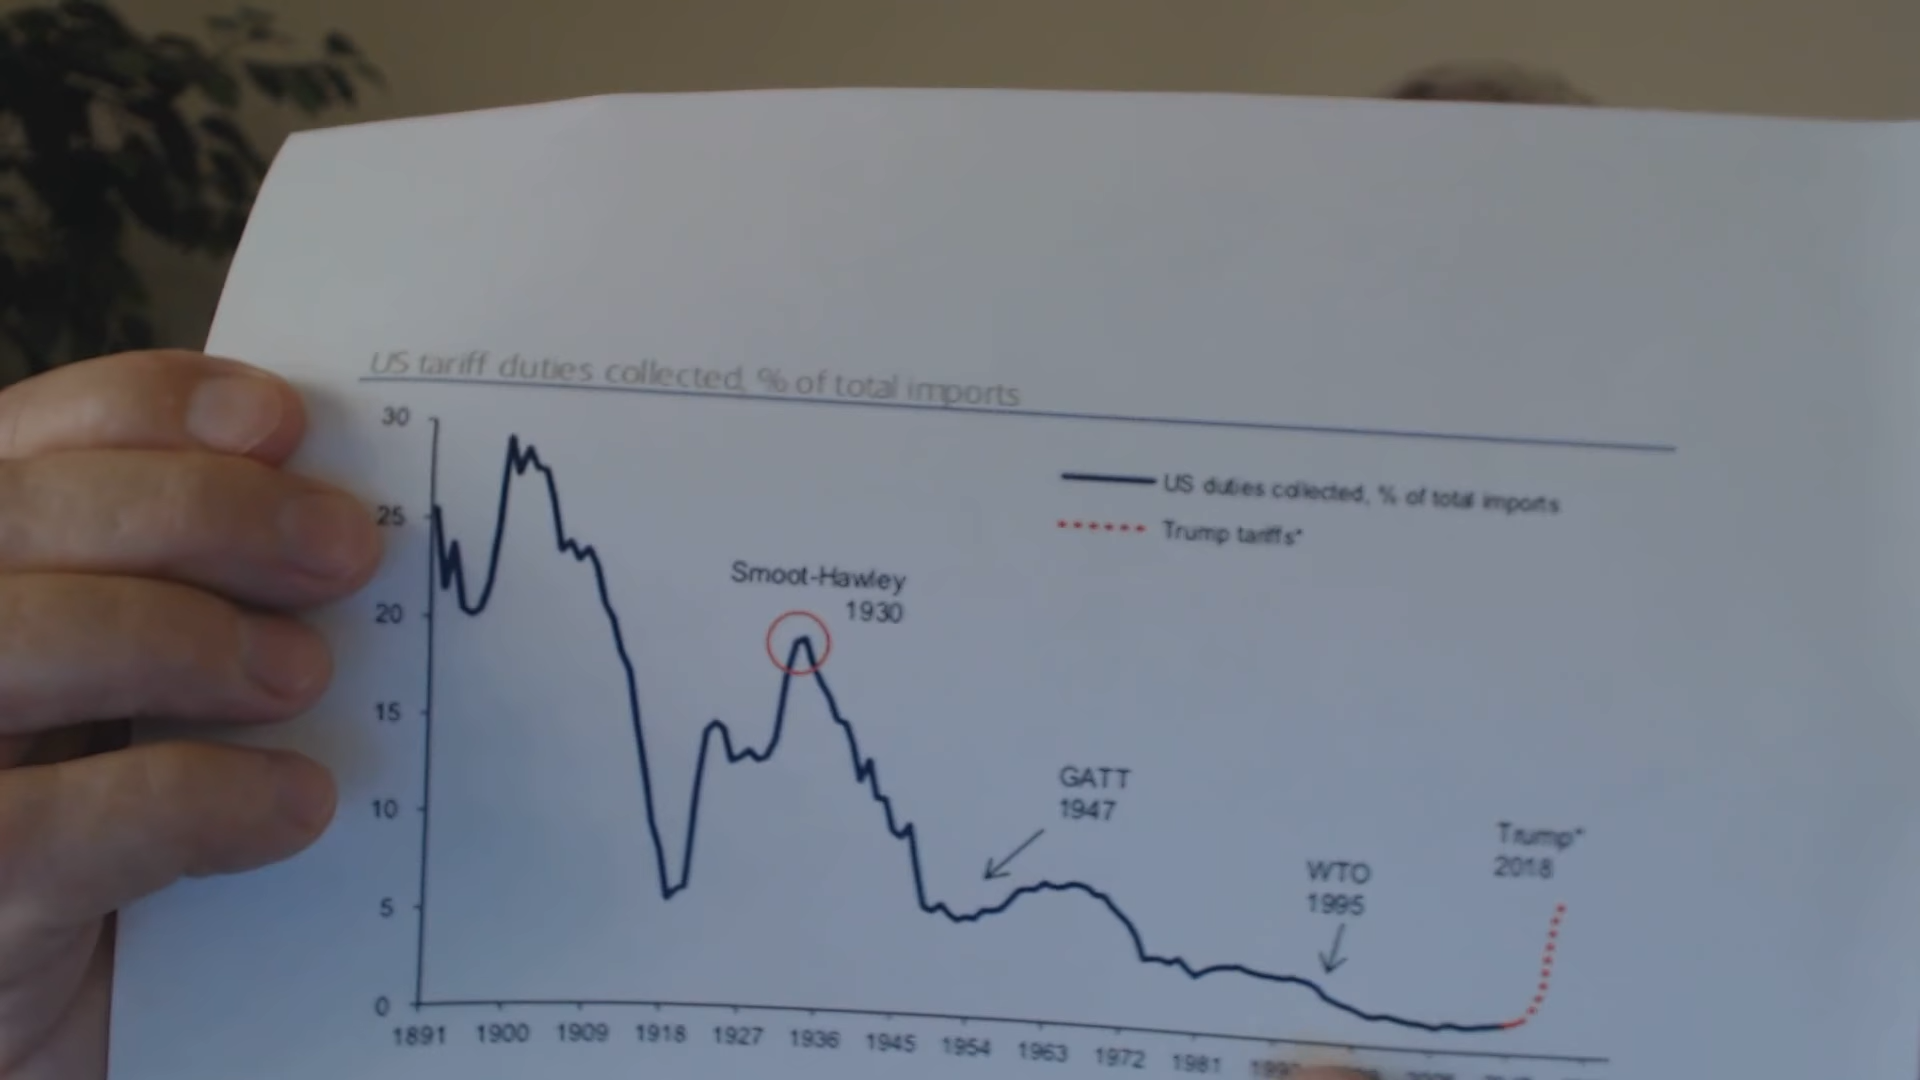 US tariff duties collected, % of total imports
30
25
20
15
10
5
0
US duties collected, % of total imports
Trump tariffs*
Smoot-Hawley
1930
GATT
1947
WTO
1995
Trump*
2018
1891 1900 1909 1918 1927 1936 1945 1954 1963 1972 1981